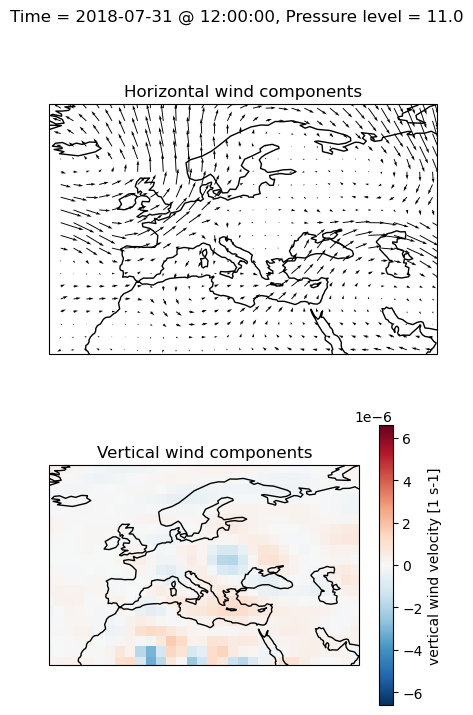 Time = 2018-07-31 @ 12:00:00, Pressure level = 11.0
Horizontal wind components
Vertical wind components
1e−6
6
4
2
0
−2
−4
−6
vertical wind velocity [1 s-1]